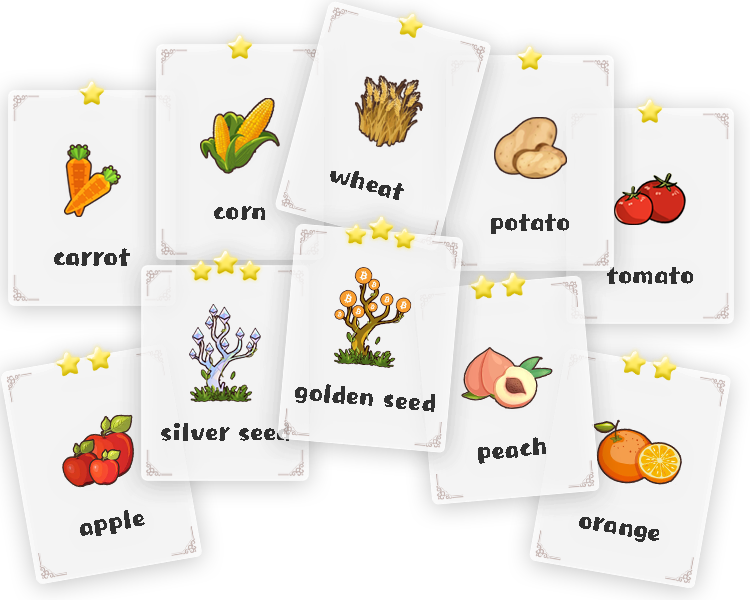 carrot
corn
wheat
potato
tomato
apple
silver seed
golden seed
peach
orange